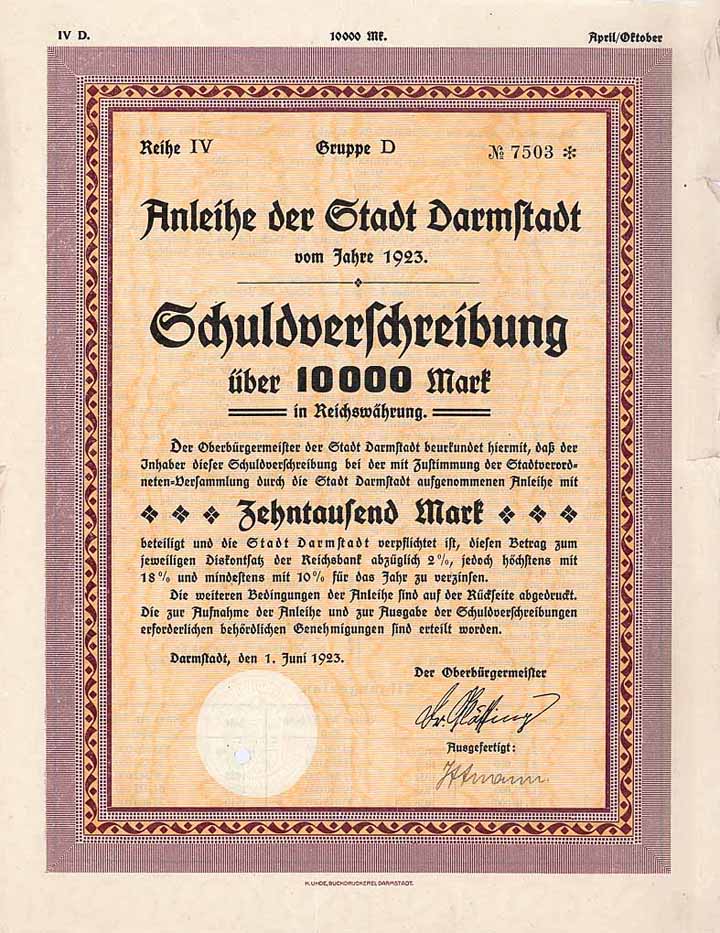 IV D. 10000 Mk. April/Oktober
Reihe IV Gruppe D № 7503 *
Anleihe der Stadt Darmstadt
vom Jahre 1923.
Schuldverschreibung
über 10000 Mark
in Reichswährung.
Der Oberbürgermeister der Stadt Darmstadt beurkundet hiermit, daß der
Inhaber dieser Schuldverschreibung bei der mit Zustimmung der Stadtverord-
neten-Versammlung durch die Stadt Darmstadt aufgenommenen Anleihe mit
Zehntausend Mark
beteiligt und die Stadt Darmstadt verpflichtet ist, diesen Betrag zum
jeweiligen Diskontsatz der Reichsbank abzüglich 2%, jedoch höchstens mit
18% und mindestens mit 10% für das Jahr zu verzinsen.
Die weiteren Bedingungen der Anleihe sind auf der Rückseite abgedruckt.
Die zur Aufnahme der Anleihe und zur Ausgabe der Schuldverschreibungen
erforderlichen behördlichen Genehmigungen sind erteilt worden.
Darmstadt, den 1. Juni 1923.
Der Oberbürgermeister
Dr. Glässing
Ausgefertigt:
H. UHDE, BUCHDRUCKEREI, DARMSTADT.